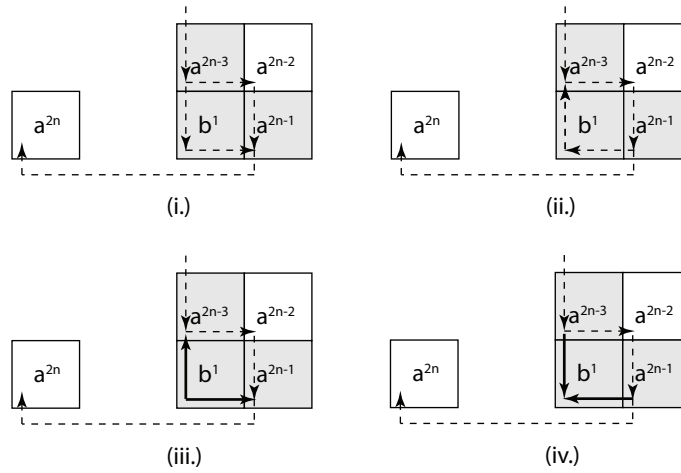 a^{2n-3} a^{2n-2}
a^{2n} b^1 a^{2n-1}
(i.)
a^{2n-3} a^{2n-2}
a^{2n} b^1 a^{2n-1}
(ii.)
a^{2n-3} a^{2n-2}
a^{2n} b^1 a^{2n-1}
(iii.)
a^{2n-3} a^{2n-2}
a^{2n} b^1 a^{2n-1}
(iv.)